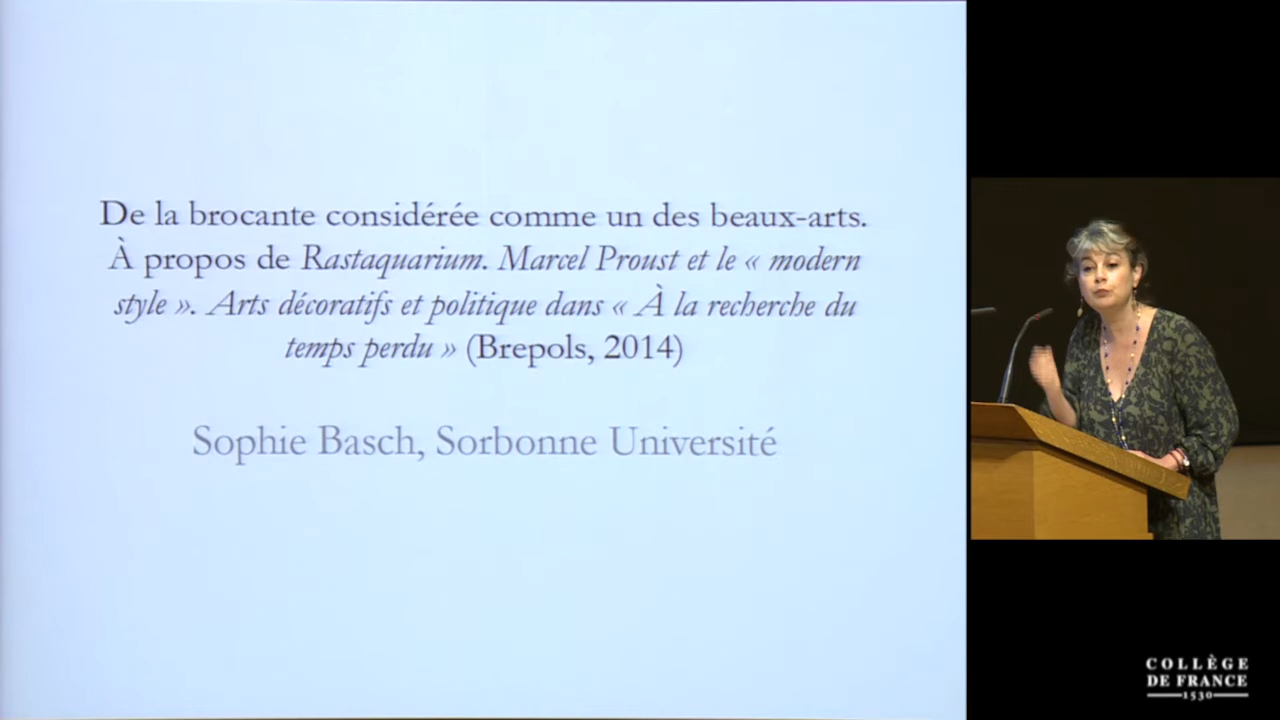 De la brocante considérée comme un des beaux-arts.
À propos de Rastaquarium. Marcel Proust et le « modern
style ». Arts décoratifs et politique dans « À la recherche du
temps perdu » (Brepols, 2014)
Sophie Basch, Sorbonne Université
COLLÈGE
DE FRANCE
1530